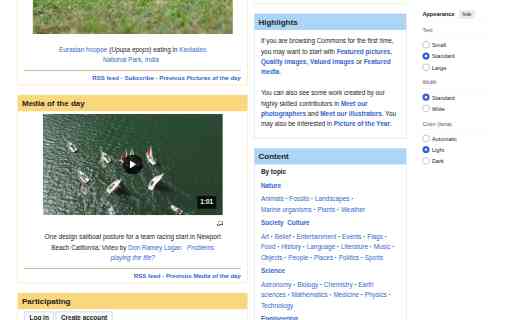 Eurasian hoopoe (Upupa epops) eating in Keoladeo
National Park, India
RSS feed · Subscribe · Previous Pictures of the day
Media of the day
1:01
One design sailboat posture for a team racing start in Newport
Beach California. Video by Don Ramey Logan Problems
playing the file?
RSS feed · Previous Media of the day
Participating
Log in Create account
Highlights
If you are browsing Commons for the first time,
you may want to start with Featured pictures,
Quality images, Valued images or Featured
media.
You can also see some work created by our
highly skilled contributors in Meet our
photographers and Meet our illustrators. You
may also be interested in Picture of the Year.
Content
By topic
Nature
Animals · Fossils · Landscapes ·
Marine organisms · Plants · Weather
Society Culture
Art · Belief · Entertainment · Events · Flags ·
Food · History · Language · Literature · Music ·
Objects · People · Places · Politics · Sports
Science
Astronomy · Biology · Chemistry · Earth
sciences · Mathematics · Medicine · Physics ·
Technology
Engineering
Appearance hide
Text
Small
Standard
Large
Width
Standard
Wide
Color (beta)
Automatic
Light
Dark